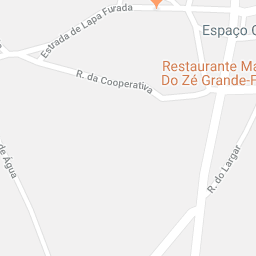 Estrada de Lapa Furada
Espaço C
Restaurante Ma
Do Zé Grande-F
R. da Cooperativa
de Água
R. do Largar